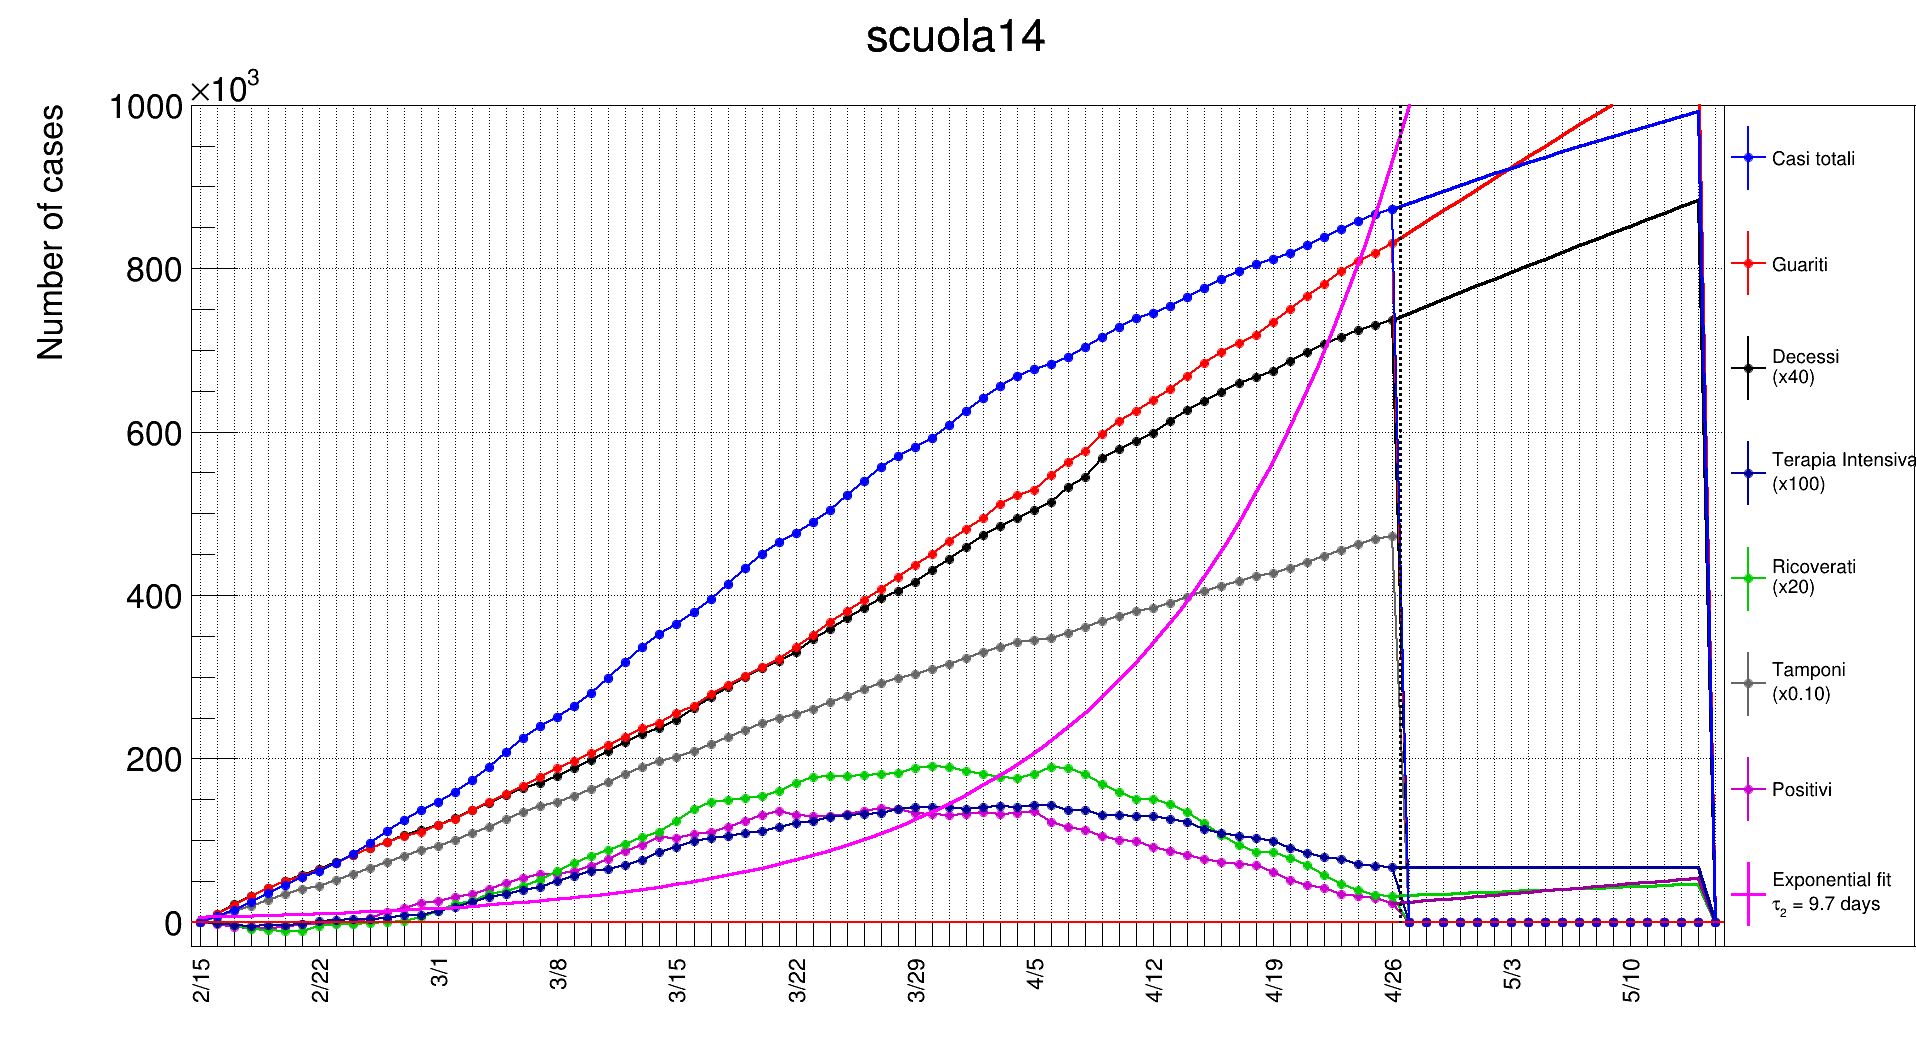 scuola14
×10³
Number of cases
1000
800
600
400
200
0
2/15
2/22
3/1
3/8
3/15
3/22
3/29
4/5
4/12
4/19
4/26
5/3
5/10
Casi totali
Guariti
Decessi
(x40)
Terapia Intensiva
(x100)
Ricoverati
(x20)
Tamponi
(x0.10)
Positivi
Exponential fit
τ₂ = 9.7 days